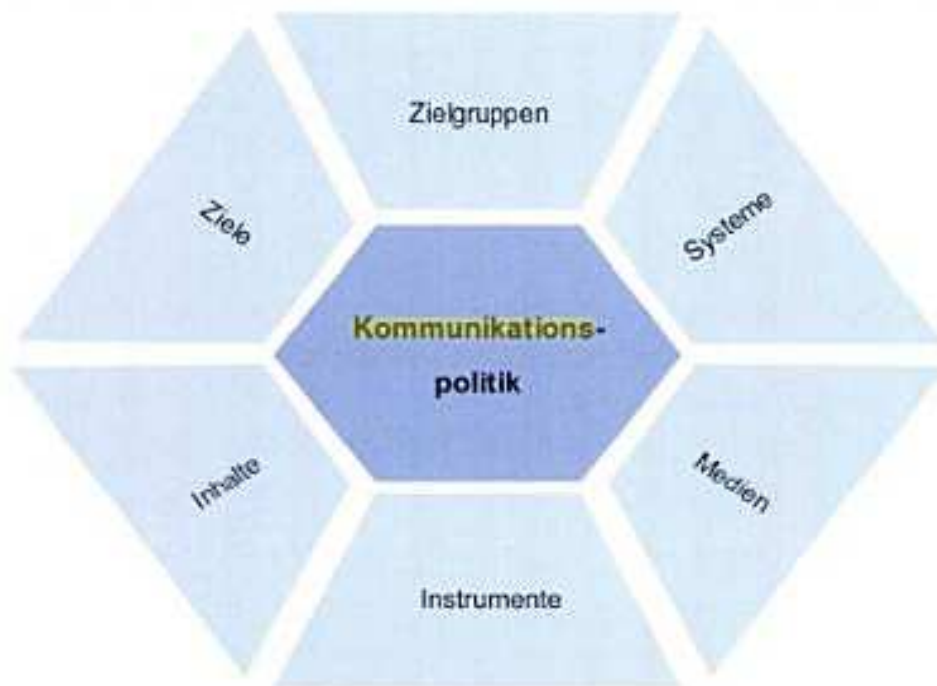 Zielgruppen
Ziele
Systeme
Kommunikations-
politik
Inhalte
Medien
Instrumente